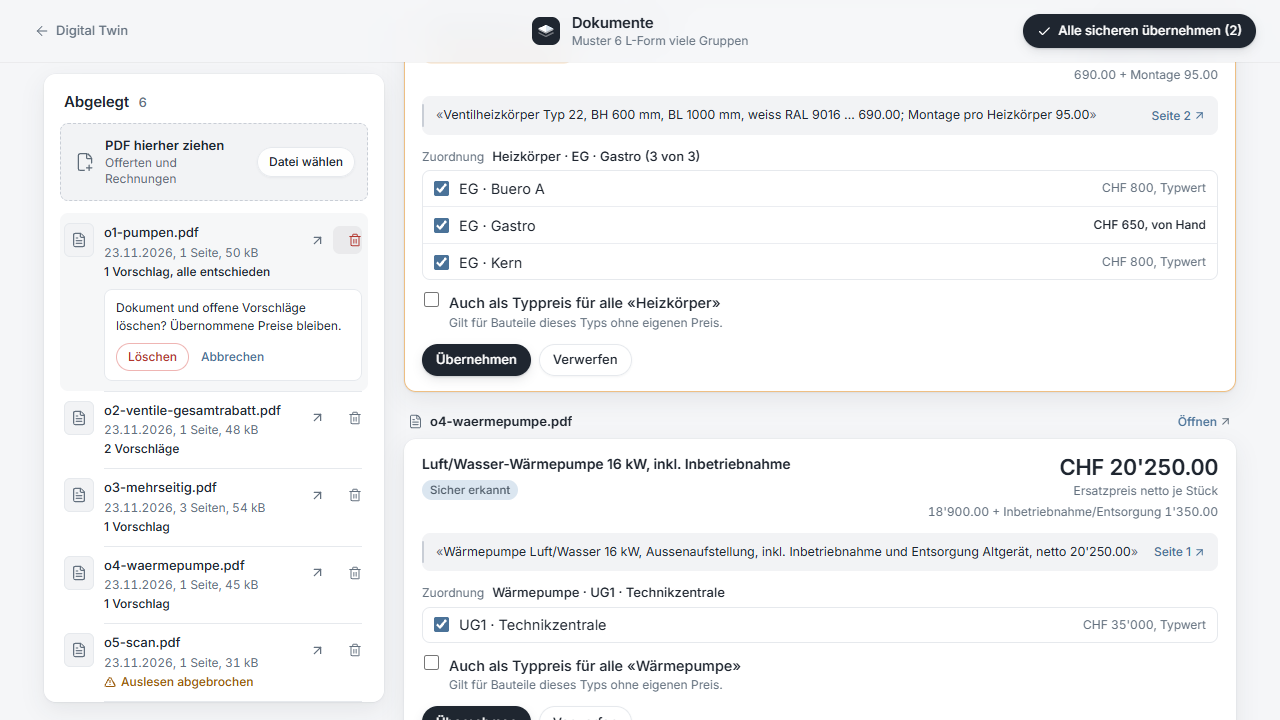 Digital Twin
Dokumente
Muster 6 L-Form viele Gruppen
Alle sicheren übernehmen (2)
Abgelegt 6
PDF hierher ziehen
Offerten und
Rechnungen
Datei wählen
o1-pumpen.pdf
23.11.2026, 1 Seite, 50 kB
1 Vorschlag, alle entschieden
Dokument und offene Vorschläge
löschen? Übernommene Preise bleiben.
Löschen Abbrechen
o2-ventile-gesamtrabatt.pdf
23.11.2026, 1 Seite, 48 kB
2 Vorschläge
o3-mehrseitig.pdf
23.11.2026, 3 Seiten, 54 kB
1 Vorschlag
o4-waermepumpe.pdf
23.11.2026, 1 Seite, 45 kB
1 Vorschlag
o5-scan.pdf
23.11.2026, 1 Seite, 31 kB
Auslesen abgebrochen
690.00 + Montage 95.00
«Ventilheizkörper Typ 22, BH 600 mm, BL 1000 mm, weiss RAL 9016 … 690.00; Montage pro Heizkörper 95.00» Seite 2
Zuordnung Heizkörper · EG · Gastro (3 von 3)
EG · Buero A CHF 800, Typwert
EG · Gastro CHF 650, von Hand
EG · Kern CHF 800, Typwert
Auch als Typpreis für alle «Heizkörper»
Gilt für Bauteile dieses Typs ohne eigenen Preis.
Übernehmen Verwerfen
o4-waermepumpe.pdf Öffnen
Luft/Wasser-Wärmepumpe 16 kW, inkl. Inbetriebnahme CHF 20'250.00
Sicher erkannt Ersatzpreis netto je Stück
18'900.00 + Inbetriebnahme/Entsorgung 1'350.00
«Wärmepumpe Luft/Wasser 16 kW, Aussenaufstellung, inkl. Inbetriebnahme und Entsorgung Altgerät, netto 20'250.00» Seite 1
Zuordnung Wärmepumpe · UG1 · Technikzentrale
UG1 · Technikzentrale CHF 35'000, Typwert
Auch als Typpreis für alle «Wärmepumpe»
Gilt für Bauteile dieses Typs ohne eigenen Preis.
Übernehmen Verwerfen